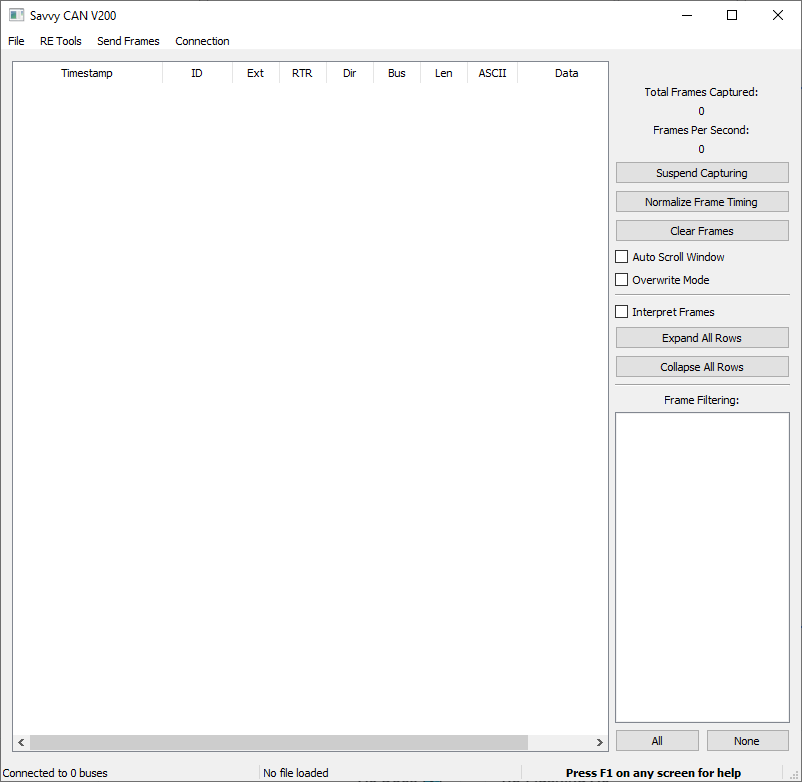 Savvy CAN V200
File RE Tools Send Frames Connection
Timestamp ID Ext RTR Dir Bus Len ASCII Data
Total Frames Captured:
0
Frames Per Second:
0
Suspend Capturing
Normalize Frame Timing
Clear Frames
Auto Scroll Window
Overwrite Mode
Interpret Frames
Expand All Rows
Collapse All Rows
Frame Filtering:
All None
Connected to 0 buses No file loaded Press F1 on any screen for help